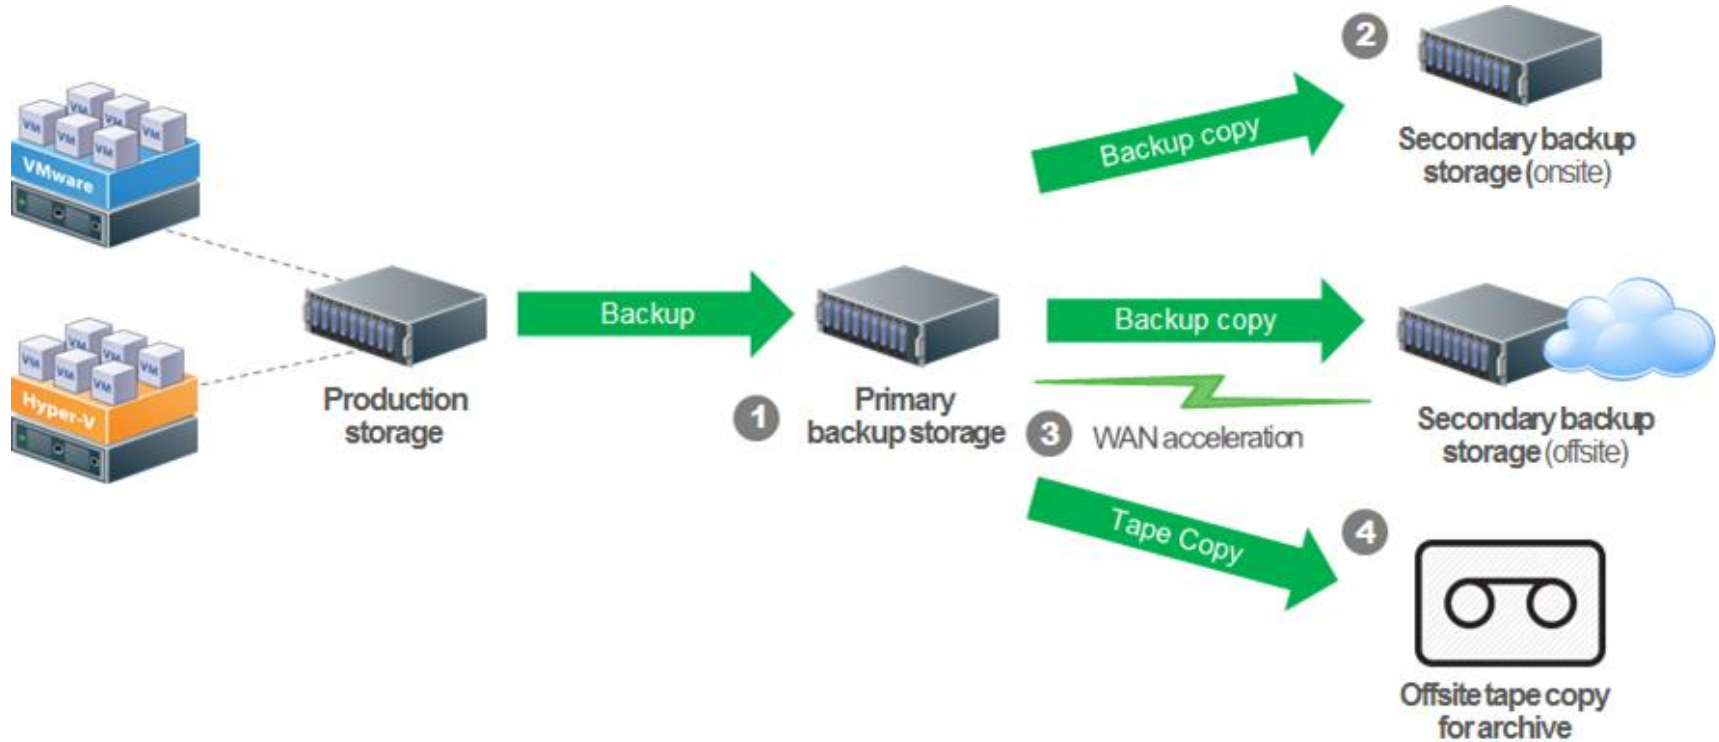 VM
VM
VM
VM
VM
VM
VMware
VM
VM
VM
VM
VM
VM
Hyper-V
Production
storage
Backup
1
Primary
backup storage
Backup copy
2
Secondary backup
storage (onsite)
Backup copy
3
WAN acceleration
Secondary backup
storage (offsite)
Tape Copy
4
Offsite tape copy
for archive